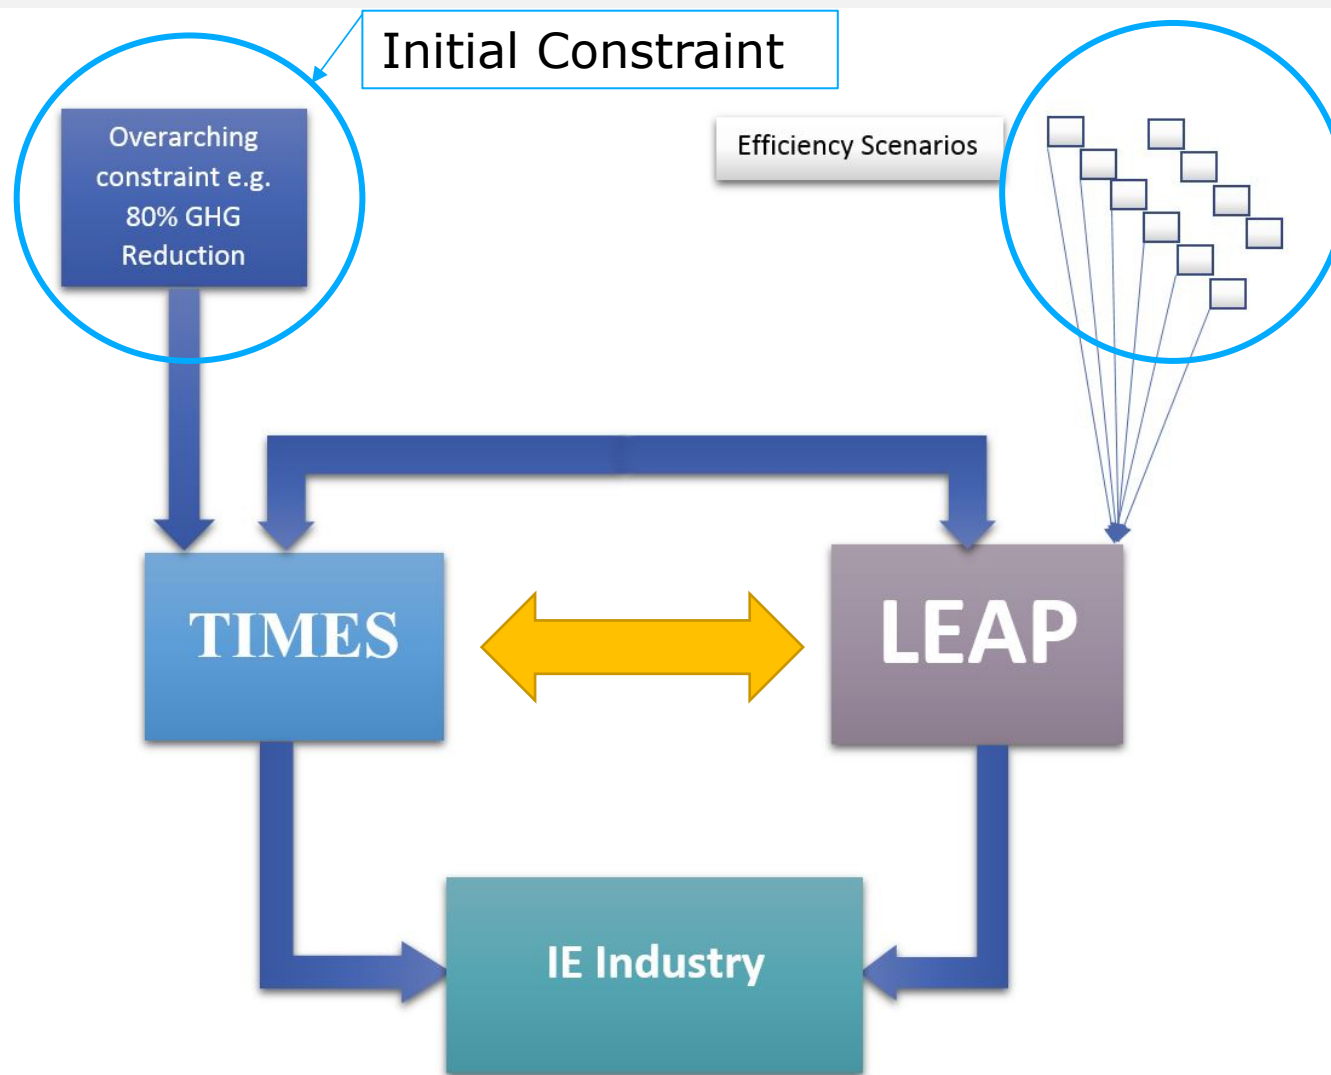 Initial Constraint
Overarching
constraint e.g.
80% GHG
Reduction
Efficiency Scenarios
TIMES
LEAP
IE Industry